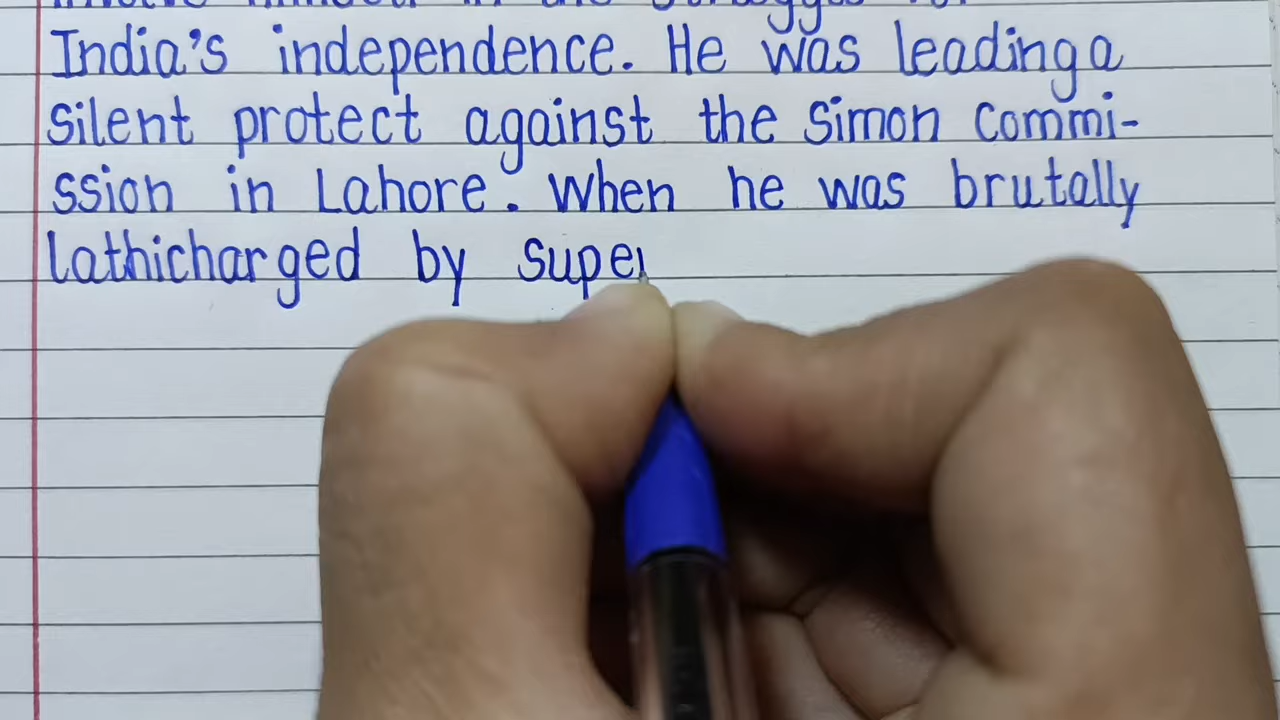 India's independence. He was leading a
silent protect against the Simon Commi-
ssion in Lahore. When he was brutally
lathicharged by Super